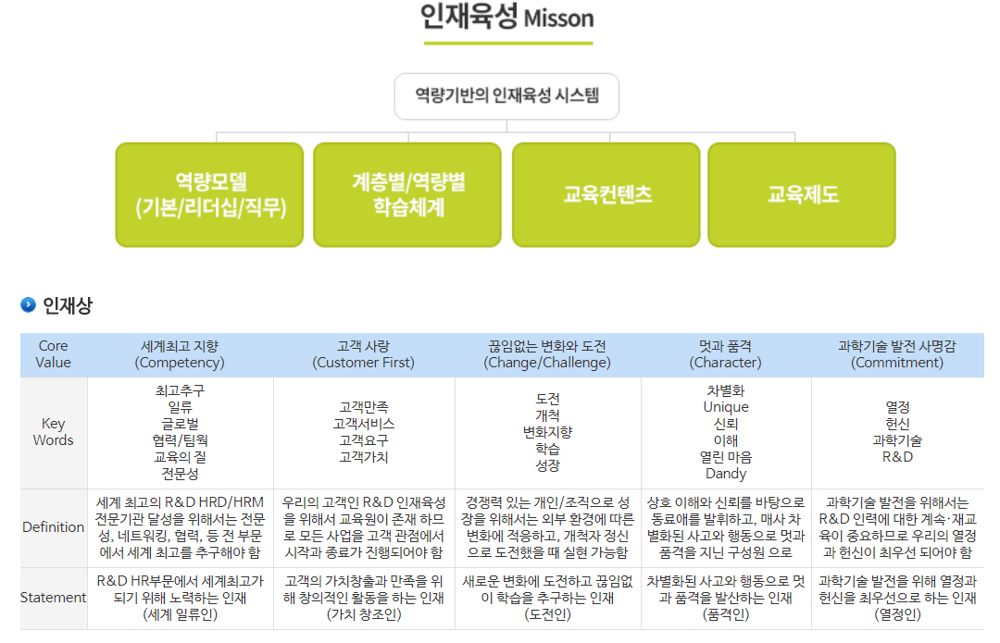 인재육성 Misson
역량기반의 인재육성 시스템
역량모델
(기본/리더십/직무)
계층별/역량별
학습체계
교육컨텐츠
교육제도
인재상
Core
Value
세계최고 지향
(Competency)
고객 사랑
(Customer First)
끊임없는 변화와 도전
(Change/Challenge)
멋과 품격
(Character)
과학기술 발전 사명감
(Commitment)
Key
Words
최고추구
일류
글로벌
협력/팀웍
교육의 질
전문성
고객만족
고객서비스
고객요구
고객가치
도전
개척
변화지향
학습
성장
차별화
Unique
신뢰
이해
열린 마음
Dandy
열정
헌신
과학기술
R&D
Definition
세계 최고의 R&D HRD/HRM
전문기관 달성을 위해서는 전문
성, 네트워킹, 협력, 등 전 부문
에서 세계 최고를 추구해야 함
우리의 고객인 R&D 인재육성
을 위해서 교육원이 존재 하므
로 모든 사업을 고객 관점에서
시작과 종료가 진행되어야 함
경쟁력 있는 개인/조직으로 성
장을 위해서는 외부 환경에 따른
변화에 적응하고, 개척자 정신
으로 도전했을 때 실현 가능함
상호 이해와 신뢰를 바탕으로
동료애를 발휘하고, 매사 차
별화된 사고와 행동으로 멋과
품격을 지닌 구성원 으로
과학기술 발전을 위해서는
R&D 인력에 대한 계속·재교
육이 중요하므로 우리의 열정
과 헌신이 최우선 되어야 함
Statement
R&D HR부문에서 세계최고가
되기 위해 노력하는 인재
(세계 일류인)
고객의 가치창출과 만족을 위
해 창의적인 활동을 하는 인재
(가치 창조인)
새로운 변화에 도전하고 끊임없
이 학습을 추구하는 인재
(도전인)
차별화된 사고와 행동으로 멋
과 품격을 발산하는 인재
(품격인)
과학기술 발전을 위해 열정과
헌신을 최우선으로 하는 인재
(열정인)